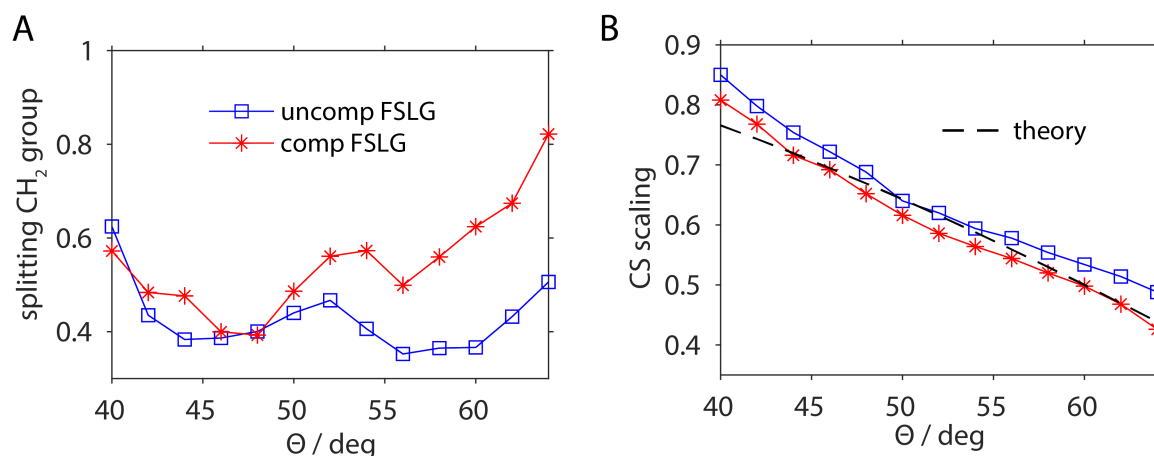 A
splitting CH₂ group
1
0.8
0.6
0.4
uncomp FSLG
comp FSLG
40
45
50
55
60
Θ / deg
B
CS scaling
0.9
0.8
0.7
0.6
0.5
0.4
theory
40
45
50
55
60
Θ / deg